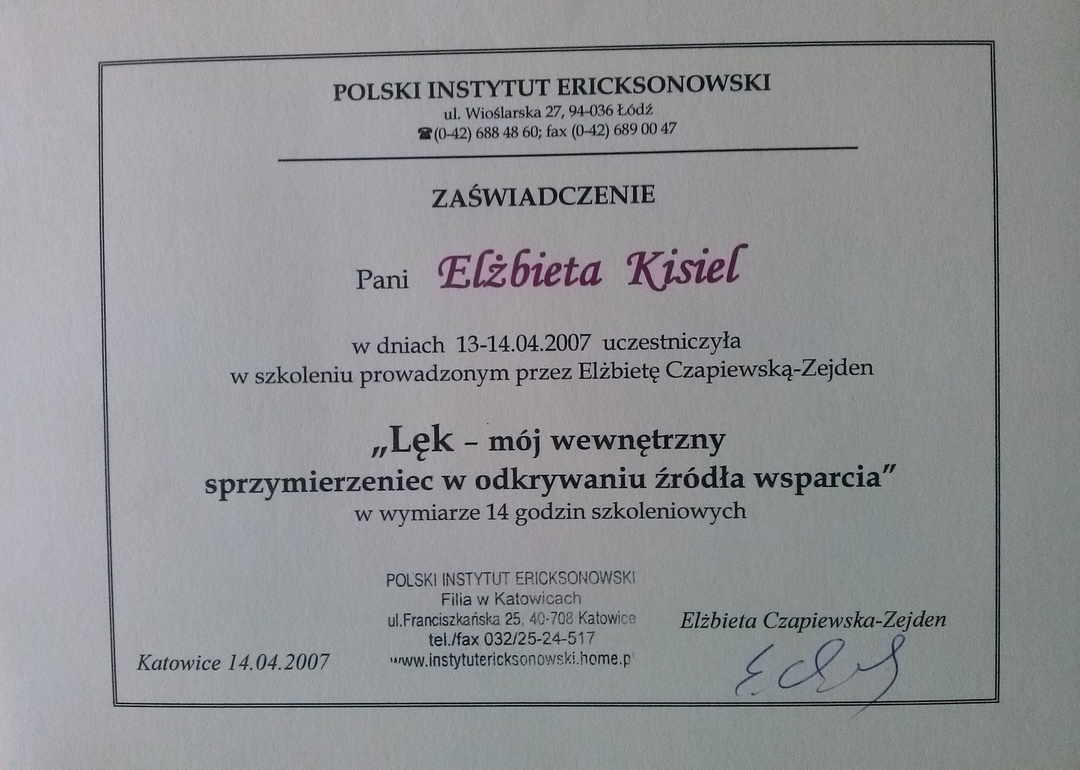 POLSKI INSTYTUT ERICKSONOWSKI
ul. Wioślarska 27, 94-036 Łódź
☎(0-42) 688 48 60; fax (0-42) 689 00 47
ZAŚWIADCZENIE
Pani Elżbieta Kisiel
w dniach 13-14.04.2007 uczestniczyła
w szkoleniu prowadzonym przez Elżbietę Czapiewską-Zejden
„Lęk – mój wewnętrzny
sprzymierzeniec w odkrywaniu źródła wsparcia”
w wymiarze 14 godzin szkoleniowych
POLSKI INSTYTUT ERICKSONOWSKI
Filia w Katowicach
ul.Franciszkańska 25, 40-708 Katowice
tel./fax 032/25-24-517
www.instytutericksonowski.home.p
Elżbieta Czapiewska-Zejden
Katowice 14.04.2007